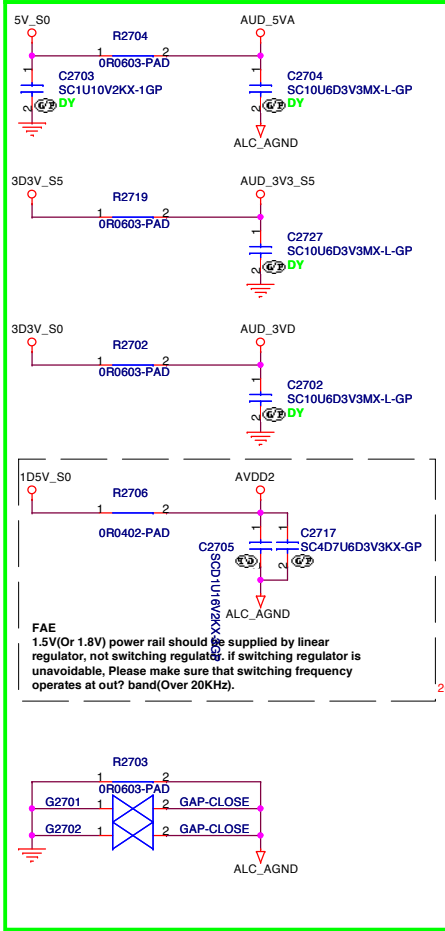 5V_S0
AUD_5VA
R2704
1
2
0R0603-PAD
1
C2703
SC1U10V2KX-1GP
2
DY
1
C2704
SC10U6D3V3MX-L-GP
2
DY
ALC_AGND
3D3V_S5
AUD_3V3_S5
R2719
1
2
0R0603-PAD
1
C2727
SC10U6D3V3MX-L-GP
2
DY
3D3V_S0
AUD_3VD
R2702
1
2
0R0603-PAD
1
C2702
SC10U6D3V3MX-L-GP
2
DY
1D5V_S0
AVDD2
R2706
1
2
0R0402-PAD
1
C2705
1
C2717
SC4D7U6D3V3KX-GP
2
ALC_AGND
FAE
1.5V(Or 1.8V) power rail should be supplied by linear
regulator, not switching regulator. if switching regulator is
unavoidable, Please make sure that switching frequency
operates at out? band(Over 20KHz).
2
R2703
1
2
0R0603-PAD
G2701
1
2
GAP-CLOSE
G2702
1
2
GAP-CLOSE
ALC_AGND